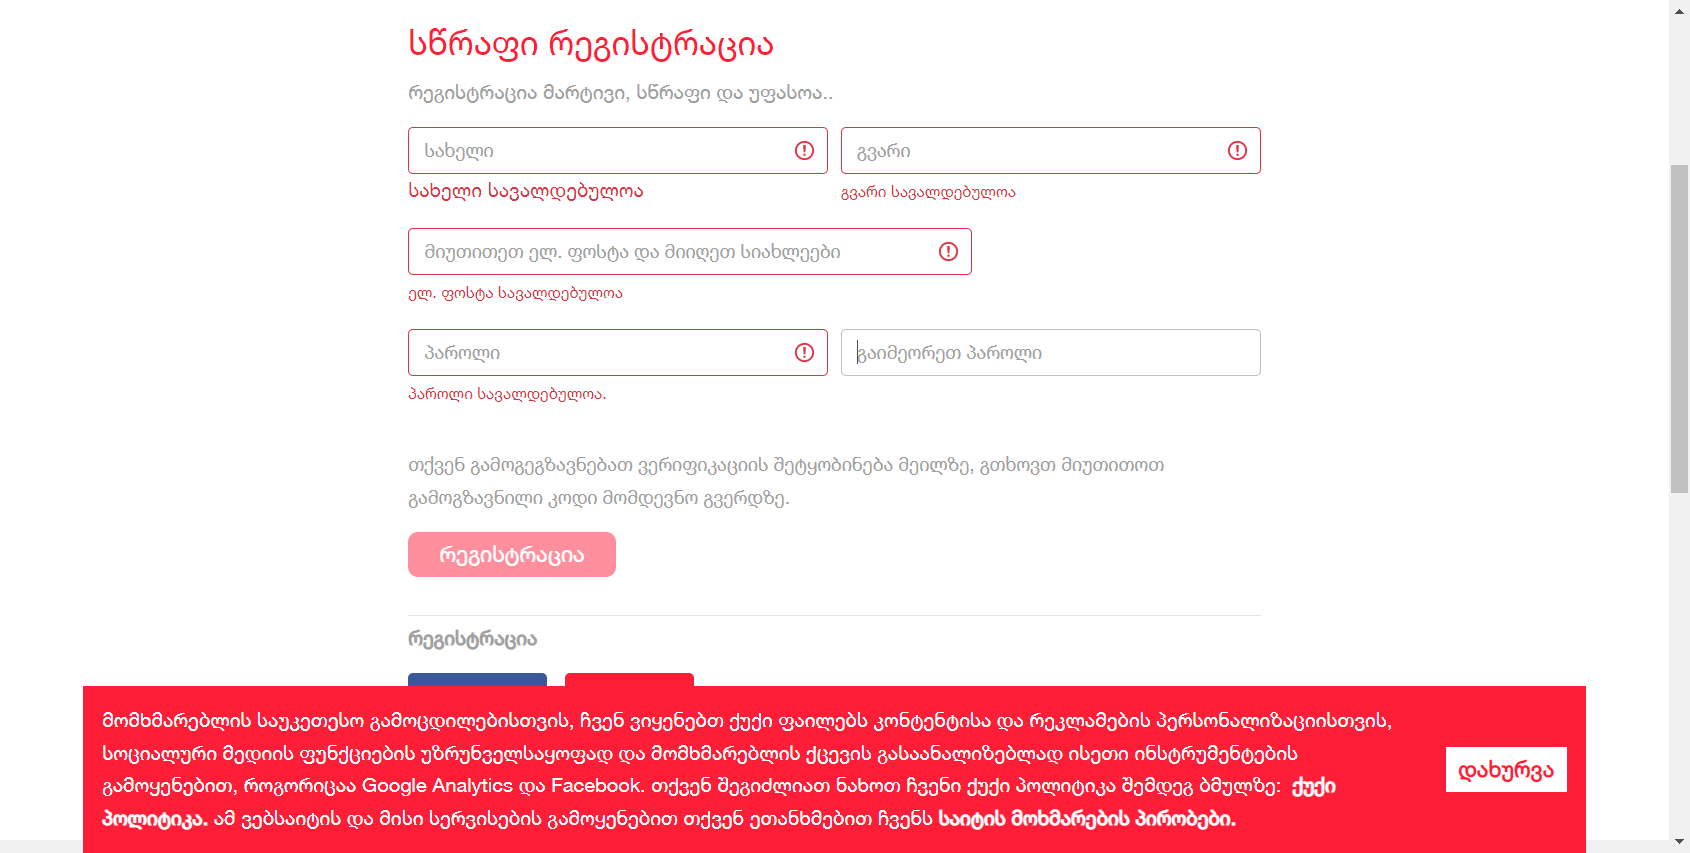 სწრაფი რეგისტრაცია
რეგისტრაცია მარტივი, სწრაფი და უფასოა..
სახელი
გვარი
სახელი სავალდებულოა
გვარი სავალდებულოა
მიუთითეთ ელ. ფოსტა და მიიღეთ სიახლეები
ელ. ფოსტა სავალდებულოა
პაროლი
გაიმეორეთ პაროლი
პაროლი სავალდებულოა.
თქვენ გამოგეგზავნებათ ვერიფიკაციის შეტყობინება მეილზე, გთხოვთ მიუთითოთ
გამოგზავნილი კოდი მომდევნო გვერდზე.
რეგისტრაცია
რეგისტრაცია
მომხმარებლის საუკეთესო გამოცდილებისთვის, ჩვენ ვიყენებთ ქუქი ფაილებს კონტენტისა და რეკლამების პერსონალიზაციისთვის,
სოციალური მედიის ფუნქციების უზრუნველსაყოფად და მომხმარებლის ქცევის გასაანალიზებლად ისეთი ინსტრუმენტების
გამოყენებით, როგორიცაა Google Analytics და Facebook. თქვენ შეგიძლიათ ნახოთ ჩვენი ქუქი პოლიტიკა შემდეგ ბმულზე: ქუქი
პოლიტიკა. ამ ვებსაიტის და მისი სერვისების გამოყენებით თქვენ ეთანხმებით ჩვენს საიტის მოხმარების პირობები.
დახურვა